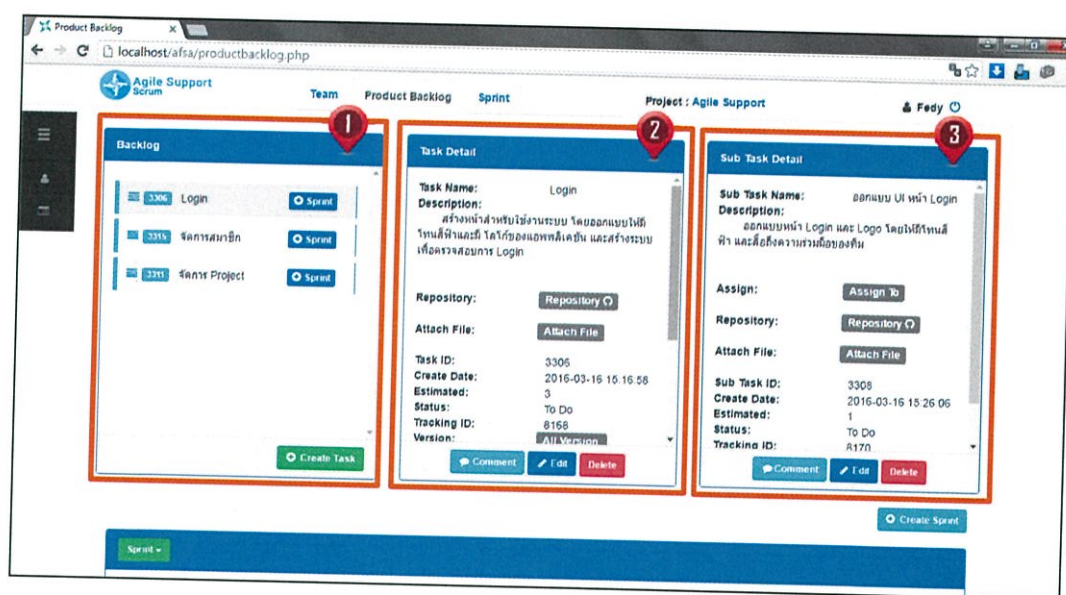 Product Backlog
localhost/afsa/productbacklog.php
Agile Support
Scrum
Team
Product Backlog
Sprint
Project : Agile Support
Fedy
1
Backlog
3306 Login Sprint
3315 จัดการสมาชิก Sprint
3311 จัดการ Project Sprint
Create Task
2
Task Detail
Task Name: Login
Description:
สร้างหน้าสำหรับใช้งานระบบ โดยออกแบบให้มี
โทนสีฟ้าและมี โลโก้ของแอพพลิเคชัน และสร้างระบบ
เพื่อตรวจสอบการ Login
Repository: Repository
Attach File: Attach File
Task ID: 3306
Create Date: 2016-03-16 15:16:58
Estimated: 3
Status: To Do
Tracking ID: 8168
Version: All Version
Comment Edit Delete
3
Sub Task Detail
Sub Task Name: ออกแบบ UI หน้า Login
Description:
ออกแบบหน้า Login และ Logo โดยให้มีโทนสี
ฟ้า และสื่อถึงความร่วมมือของทีม
Assign: Assign To
Repository: Repository
Attach File: Attach File
Sub Task ID: 3308
Create Date: 2016-03-16 15:26:06
Estimated: 1
Status: To Do
Tracking ID: 8170
Comment Edit Delete
Create Sprint
Sprint